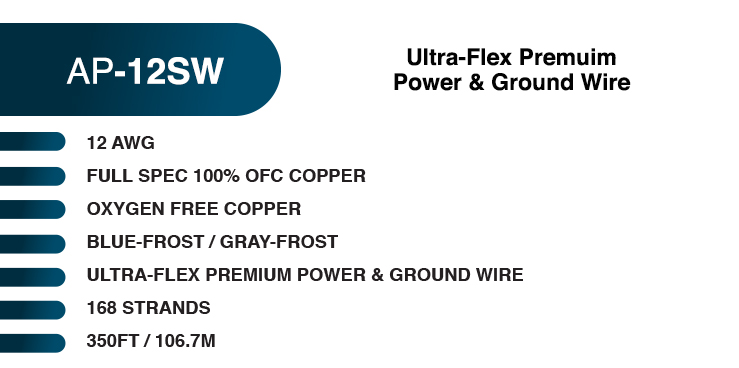 AP-12SW
Ultra-Flex Premuim
Power & Ground Wire
12 AWG
FULL SPEC 100% OFC COPPER
OXYGEN FREE COPPER
BLUE-FROST / GRAY-FROST
ULTRA-FLEX PREMIUM POWER & GROUND WIRE
168 STRANDS
350FT / 106.7M